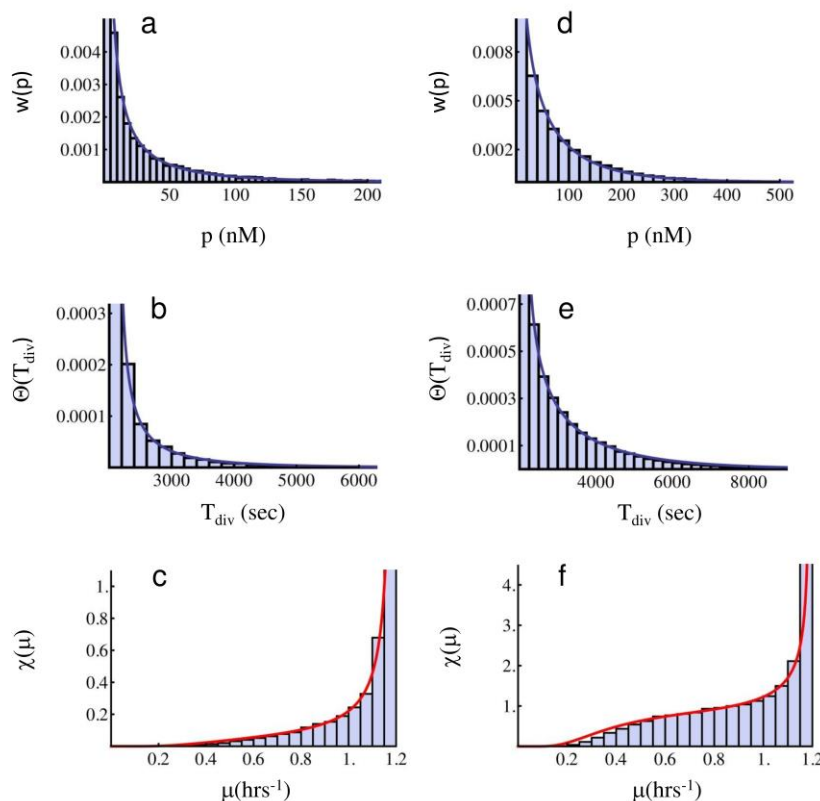 a
w(p)
0.004
0.003
0.002
0.001
50
100
150
200
p (nM)
d
w(p)
0.008
0.005
0.002
100
200
300
400
500
p (nM)
b
Θ(T_div)
0.0003
0.0002
0.0001
3000
4000
5000
6000
T_div (sec)
e
Θ(T_div)
0.0007
0.0005
0.0003
0.0001
4000
6000
8000
T_div (sec)
c
χ(μ)
1.
0.8
0.6
0.4
0.2
0.2
0.4
0.6
0.8
1.
1.2
μ(hrs⁻¹)
f
χ(μ)
4.
3.
2.
1.
0.2
0.4
0.6
0.8
1.
1.2
μ(hrs⁻¹)